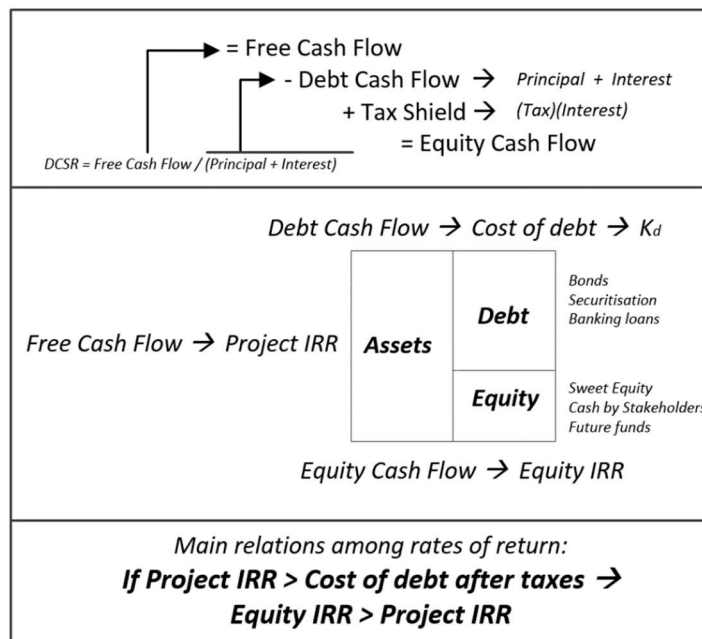 = Free Cash Flow
- Debt Cash Flow → Principal + Interest
+ Tax Shield → (Tax)(Interest)
= Equity Cash Flow
DCSR = Free Cash Flow / (Principal + Interest)
Debt Cash Flow → Cost of debt → Kd
Bonds
Securitisation
Banking loans
Debt
Free Cash Flow → Project IRR
Assets
Equity
Sweet Equity
Cash by Stakeholders
Future funds
Equity Cash Flow → Equity IRR
Main relations among rates of return:
If Project IRR > Cost of debt after taxes →
Equity IRR > Project IRR